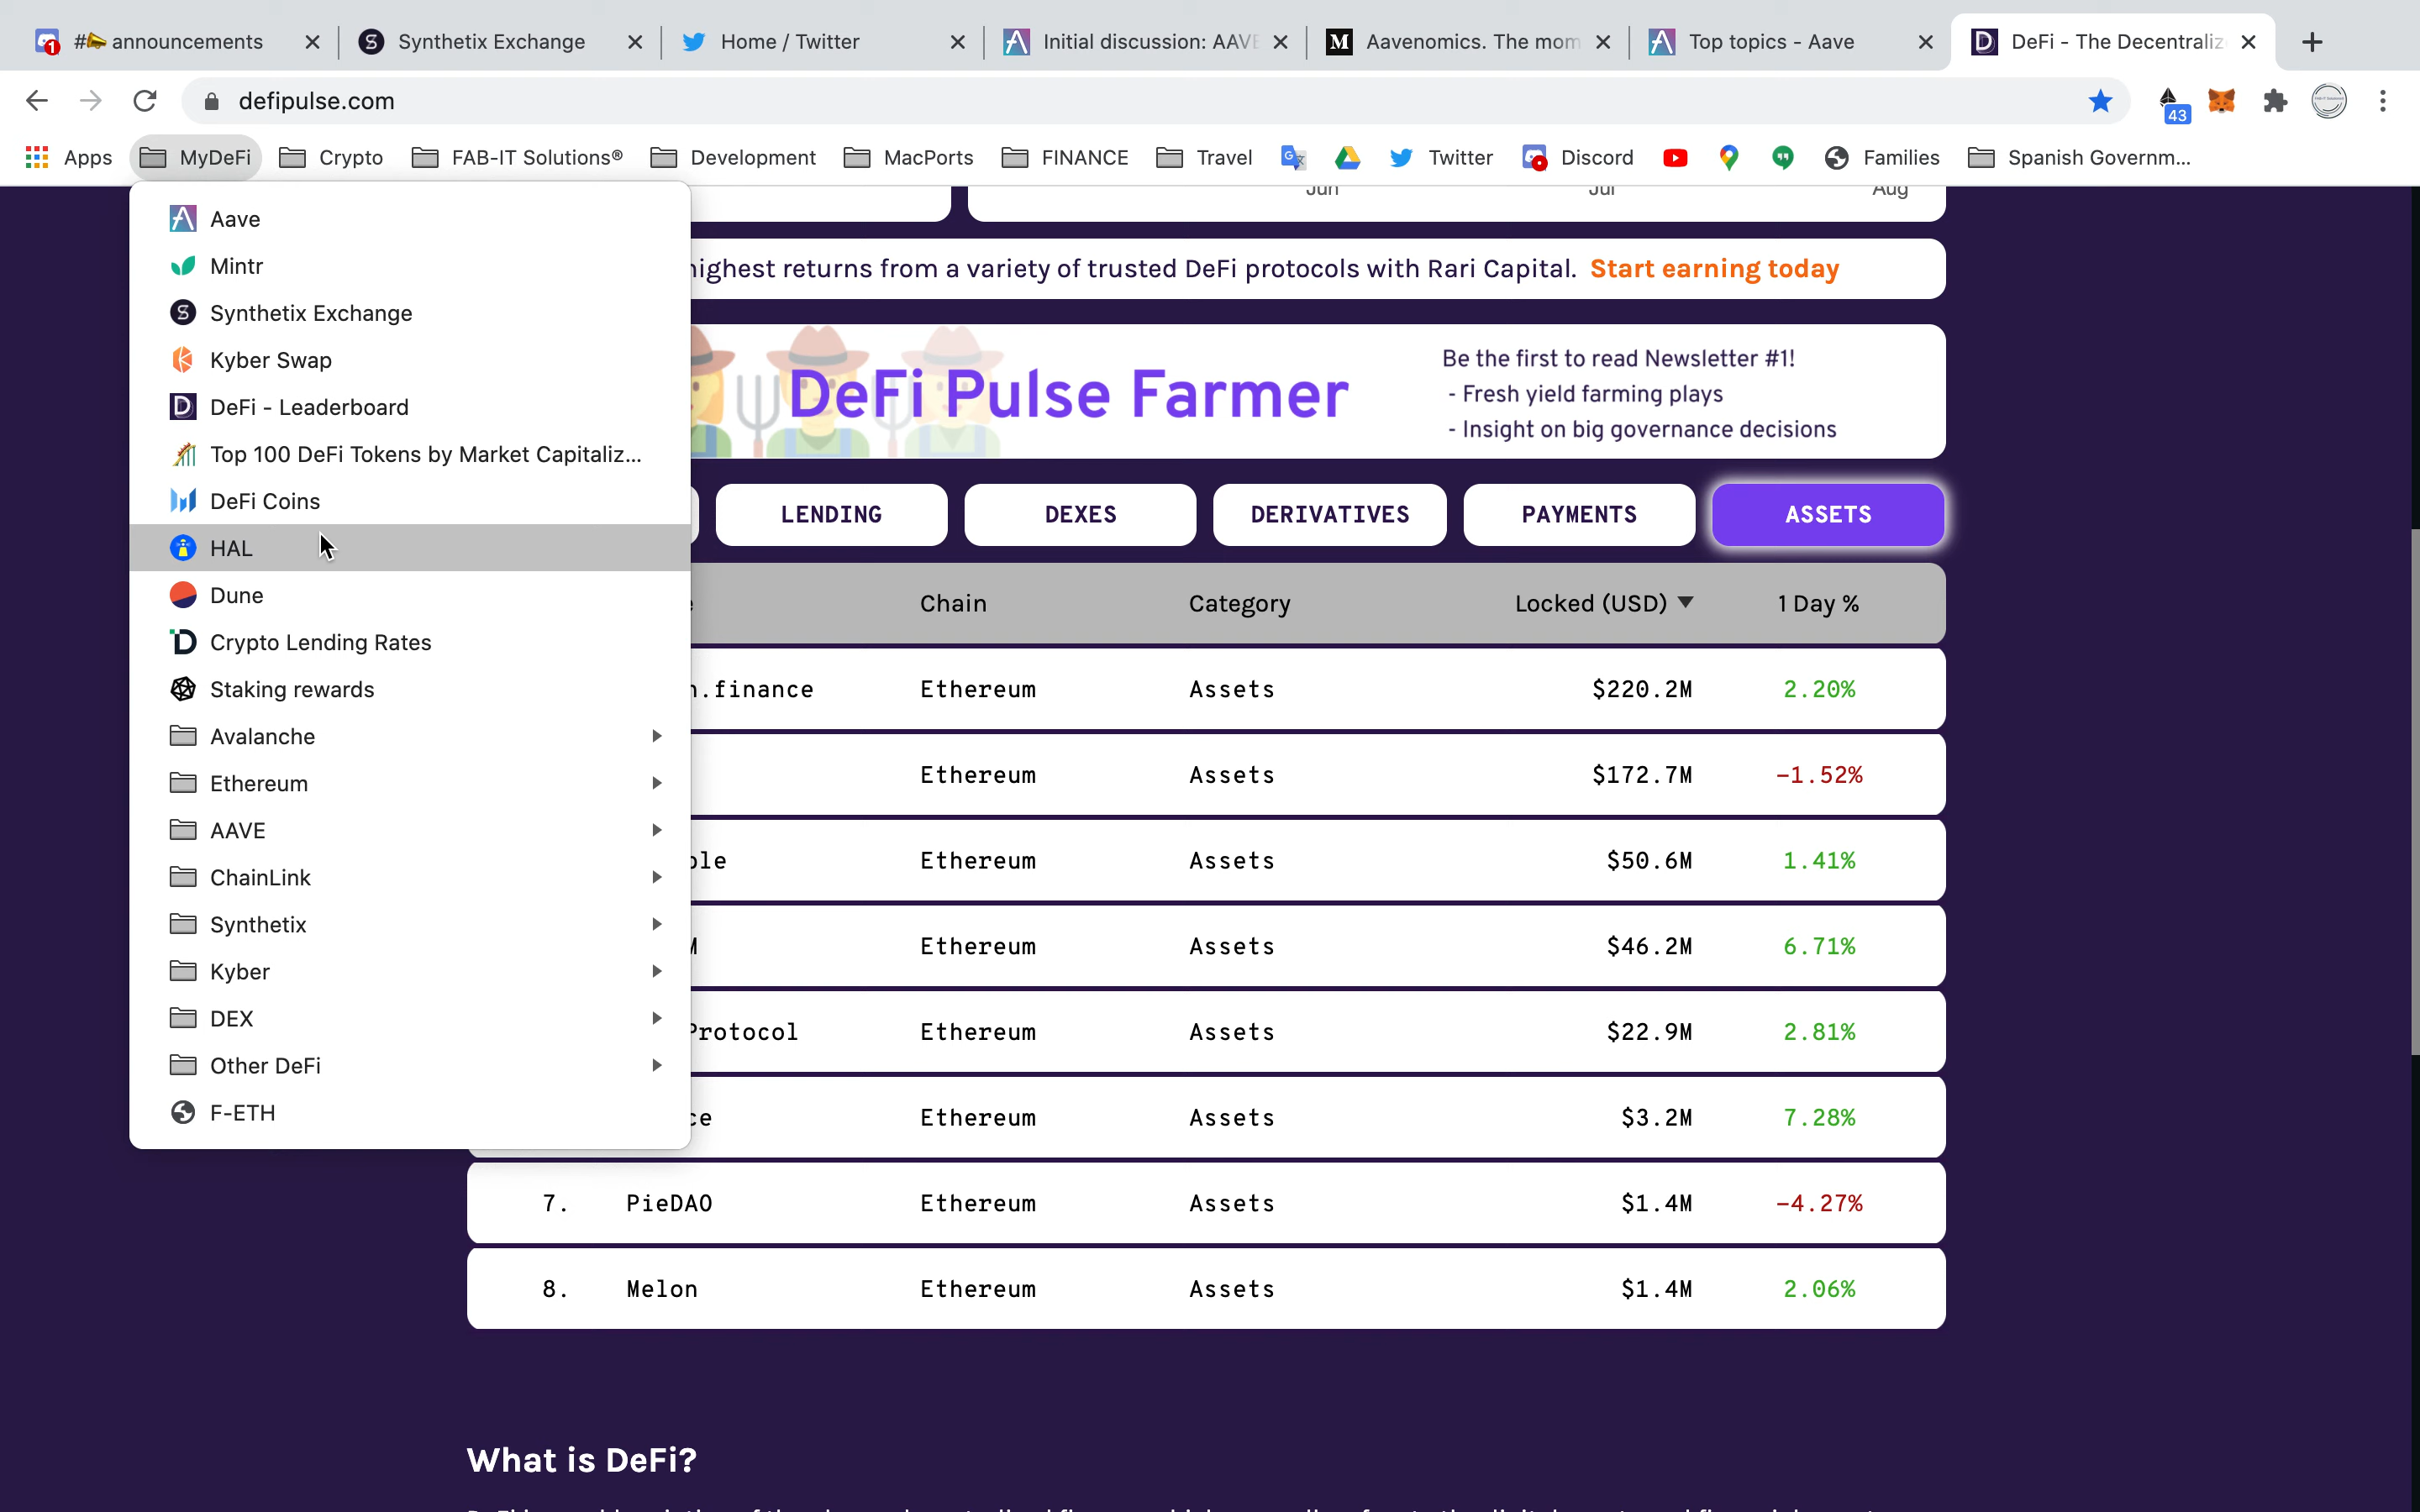 1 # announcements
Synthetix Exchange
Home / Twitter
Initial discussion: AAVE
Aavenomics. The mom
Top topics - Aave
DeFi - The Decentraliz
defipulse.com
43
Apps MyDeFi Crypto FAB-IT Solutions® Development MacPorts FINANCE Travel Twitter Discord Families Spanish Governm...
Jun Jul Aug
Aave
Mintr
Synthetix Exchange
Kyber Swap
DeFi - Leaderboard
Top 100 DeFi Tokens by Market Capitaliz...
DeFi Coins
HAL
Dune
Crypto Lending Rates
Staking rewards
Avalanche
Ethereum
AAVE
ChainLink
Synthetix
Kyber
DEX
Other DeFi
F-ETH
highest returns from a variety of trusted DeFi protocols with Rari Capital. Start earning today
DeFi Pulse Farmer
Be the first to read Newsletter #1!
- Fresh yield farming plays
- Insight on big governance decisions
LENDING DEXES DERIVATIVES PAYMENTS ASSETS
Chain Category Locked (USD) ▼ 1 Day %
.finance Ethereum Assets $220.2M 2.20%
Ethereum Assets $172.7M -1.52%
ble Ethereum Assets $50.6M 1.41%
M Ethereum Assets $46.2M 6.71%
Protocol Ethereum Assets $22.9M 2.81%
ce Ethereum Assets $3.2M 7.28%
7. PieDAO Ethereum Assets $1.4M -4.27%
8. Melon Ethereum Assets $1.4M 2.06%
What is DeFi?